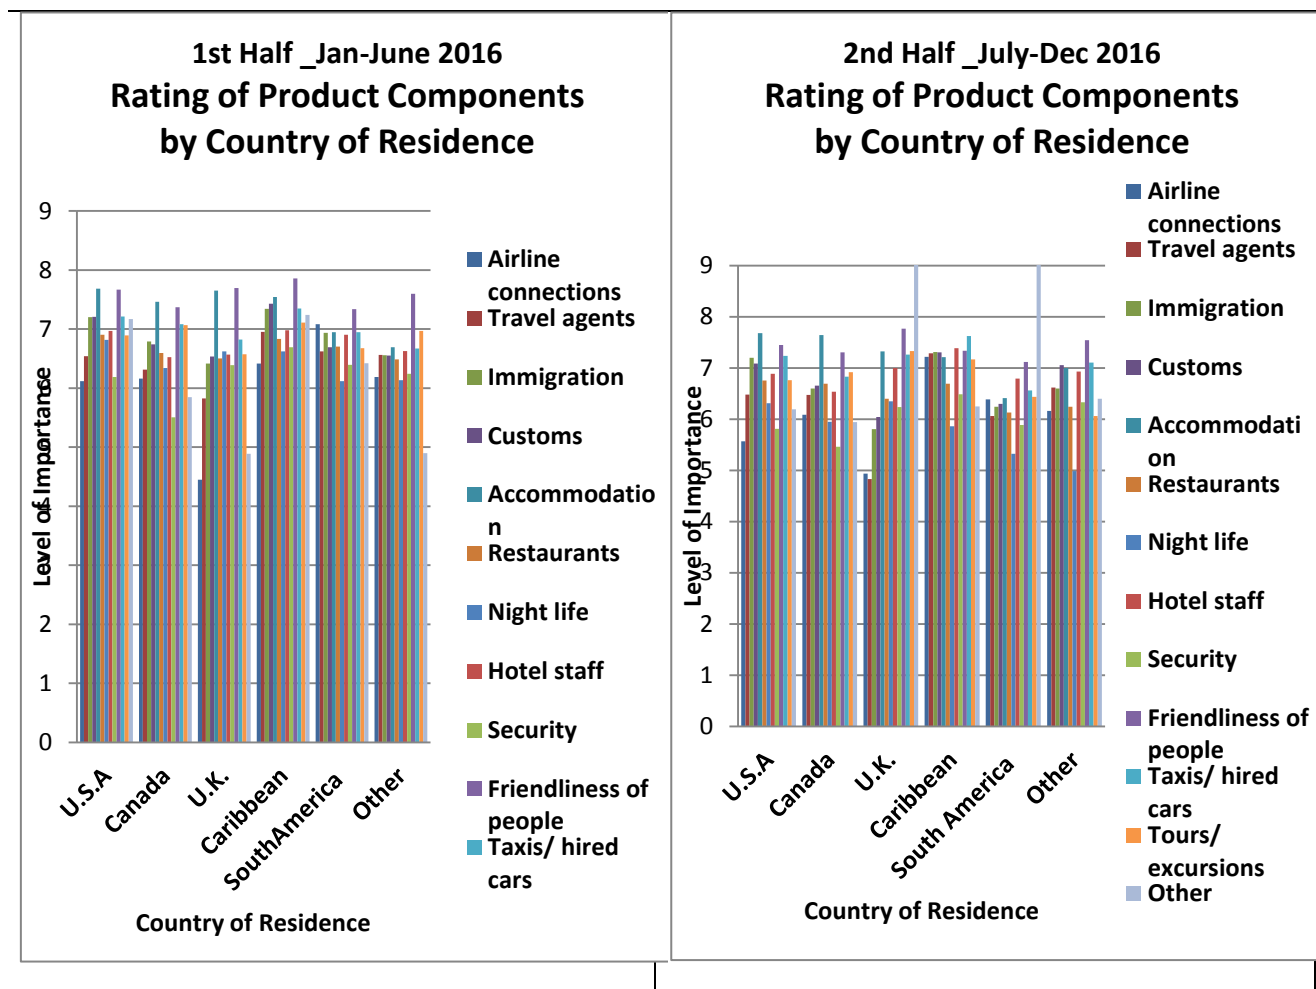 1st Half _Jan-June 2016
Rating of Product Components
by Country of Residence
9
8
7
6
5
4
3
2
1
0
Level of Importance
U.S.A
Canada
U.K.
Caribbean
SouthAmerica
Other
Country of Residence
Airline
connections
Travel agents
Immigration
Customs
Accommodatio
n
Restaurants
Night life
Hotel staff
Security
Friendliness of
people
Taxis/ hired
cars
2nd Half _July-Dec 2016
Rating of Product Components
by Country of Residence
9
8
7
6
5
4
3
2
1
0
Level of Importance
U.S.A
Canada
U.K.
Caribbean
South America
Other
Country of Residence
Airline
connections
Travel agents
Immigration
Customs
Accommodati
on
Restaurants
Night life
Hotel staff
Security
Friendliness of
people
Taxis/ hired
cars
Tours/
excursions
Other